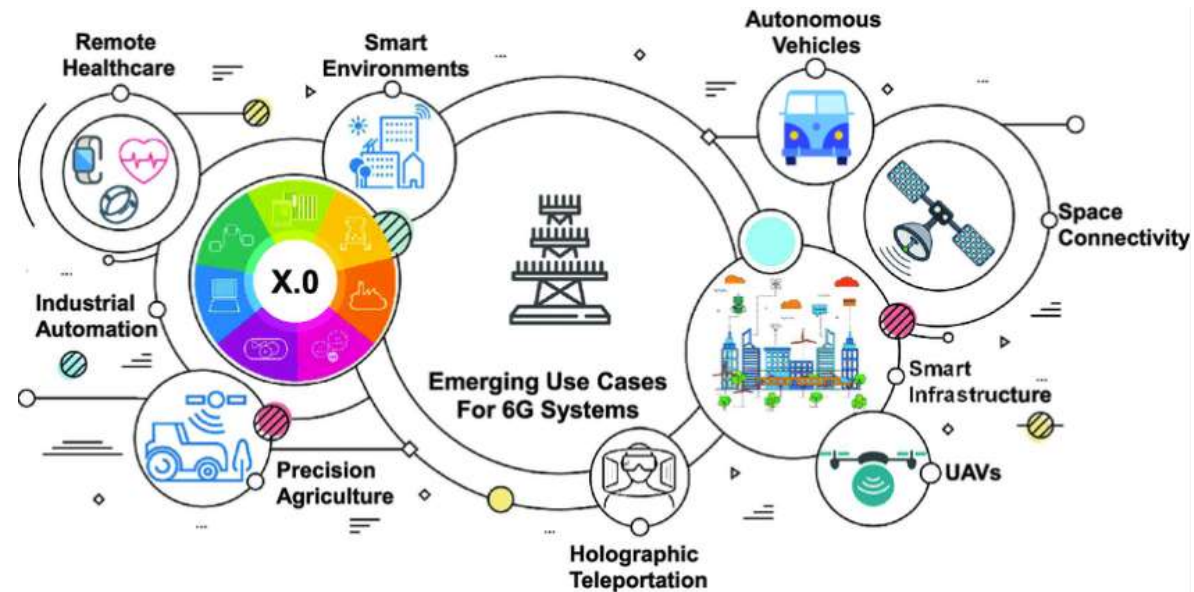 Remote
Healthcare
Smart
Environments
Autonomous
Vehicles
Space
Connectivity
X.0
Industrial
Automation
Emerging Use Cases
For 6G Systems
Smart
Infrastructure
Precision
Agriculture
UAVs
Holographic
Teleportation